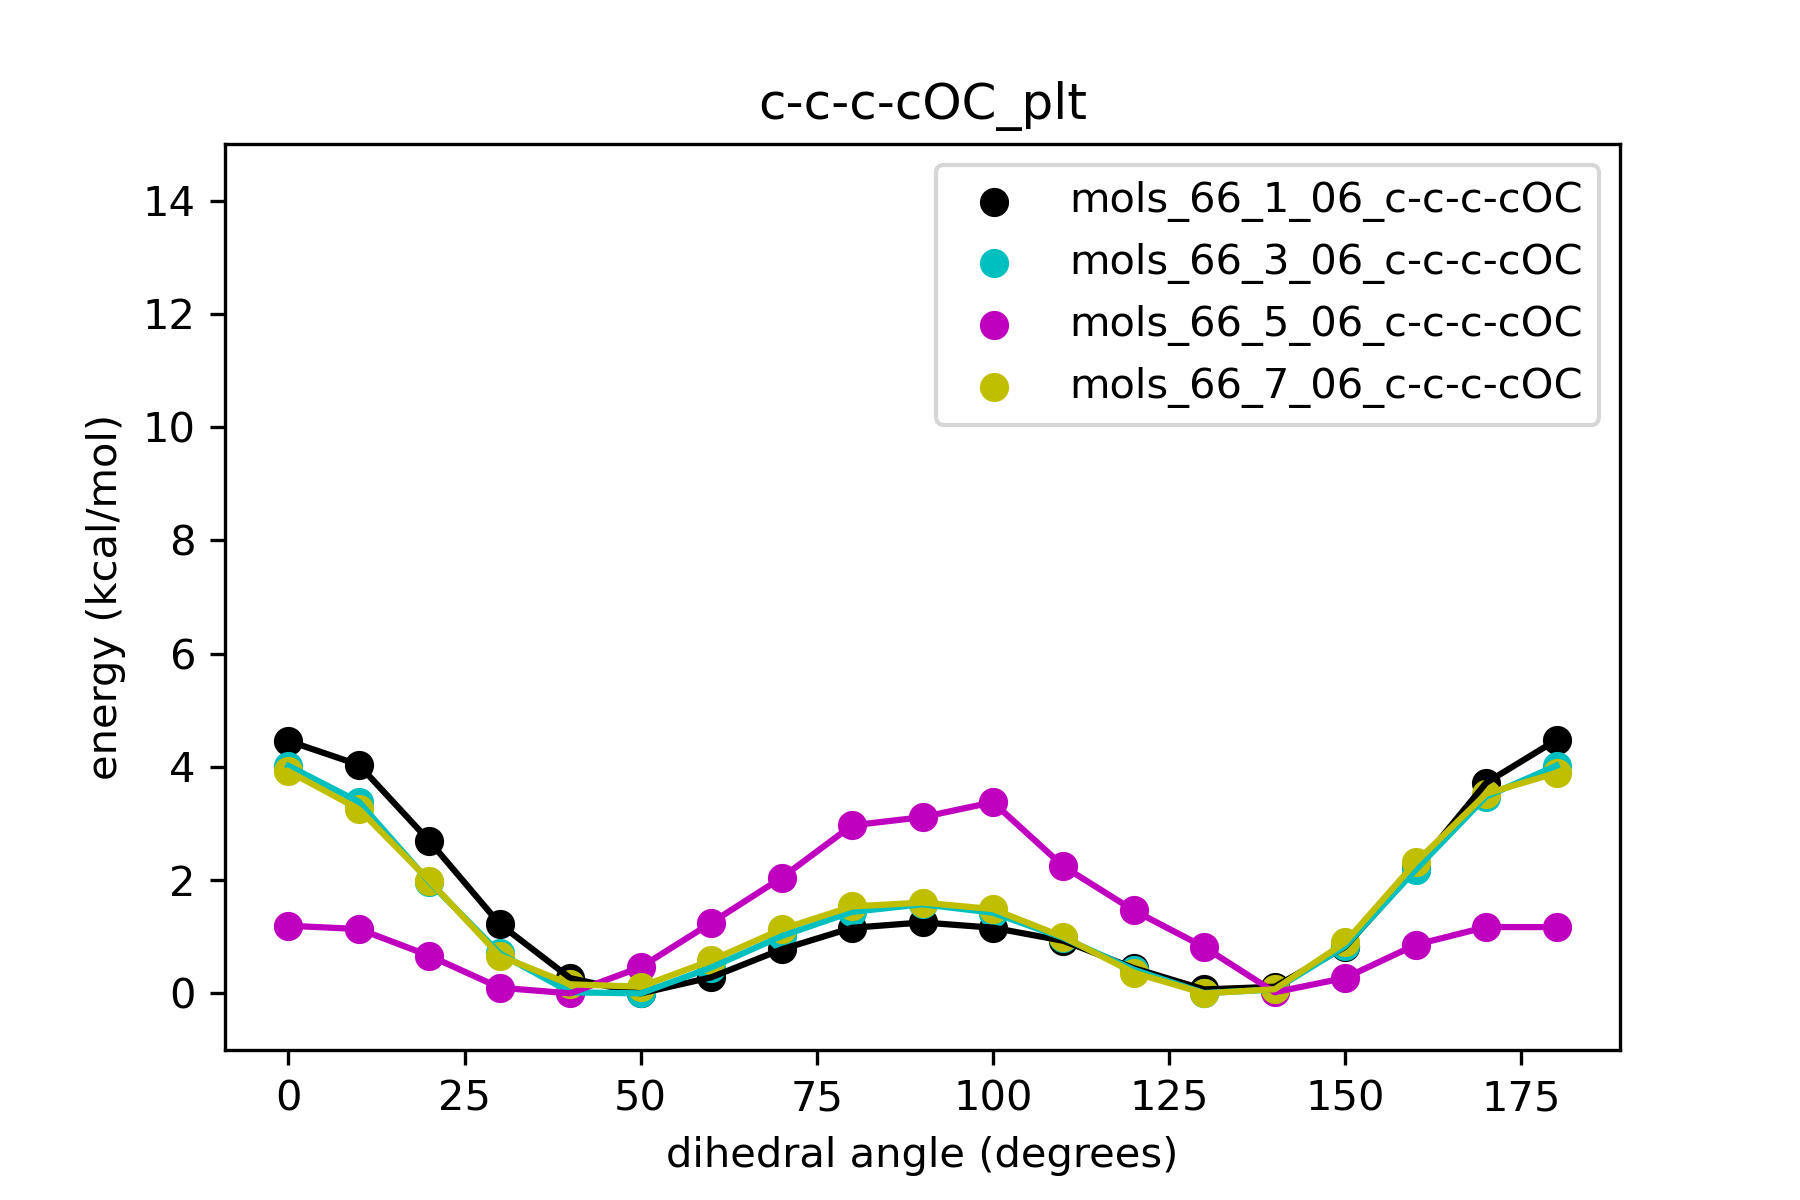 c-c-c-cOC_plt
mols_66_1_06_c-c-c-cOC
mols_66_3_06_c-c-c-cOC
mols_66_5_06_c-c-c-cOC
mols_66_7_06_c-c-c-cOC
energy (kcal/mol)
14
12
10
8
6
4
2
0
0 25 50 75 100 125 150 175
dihedral angle (degrees)